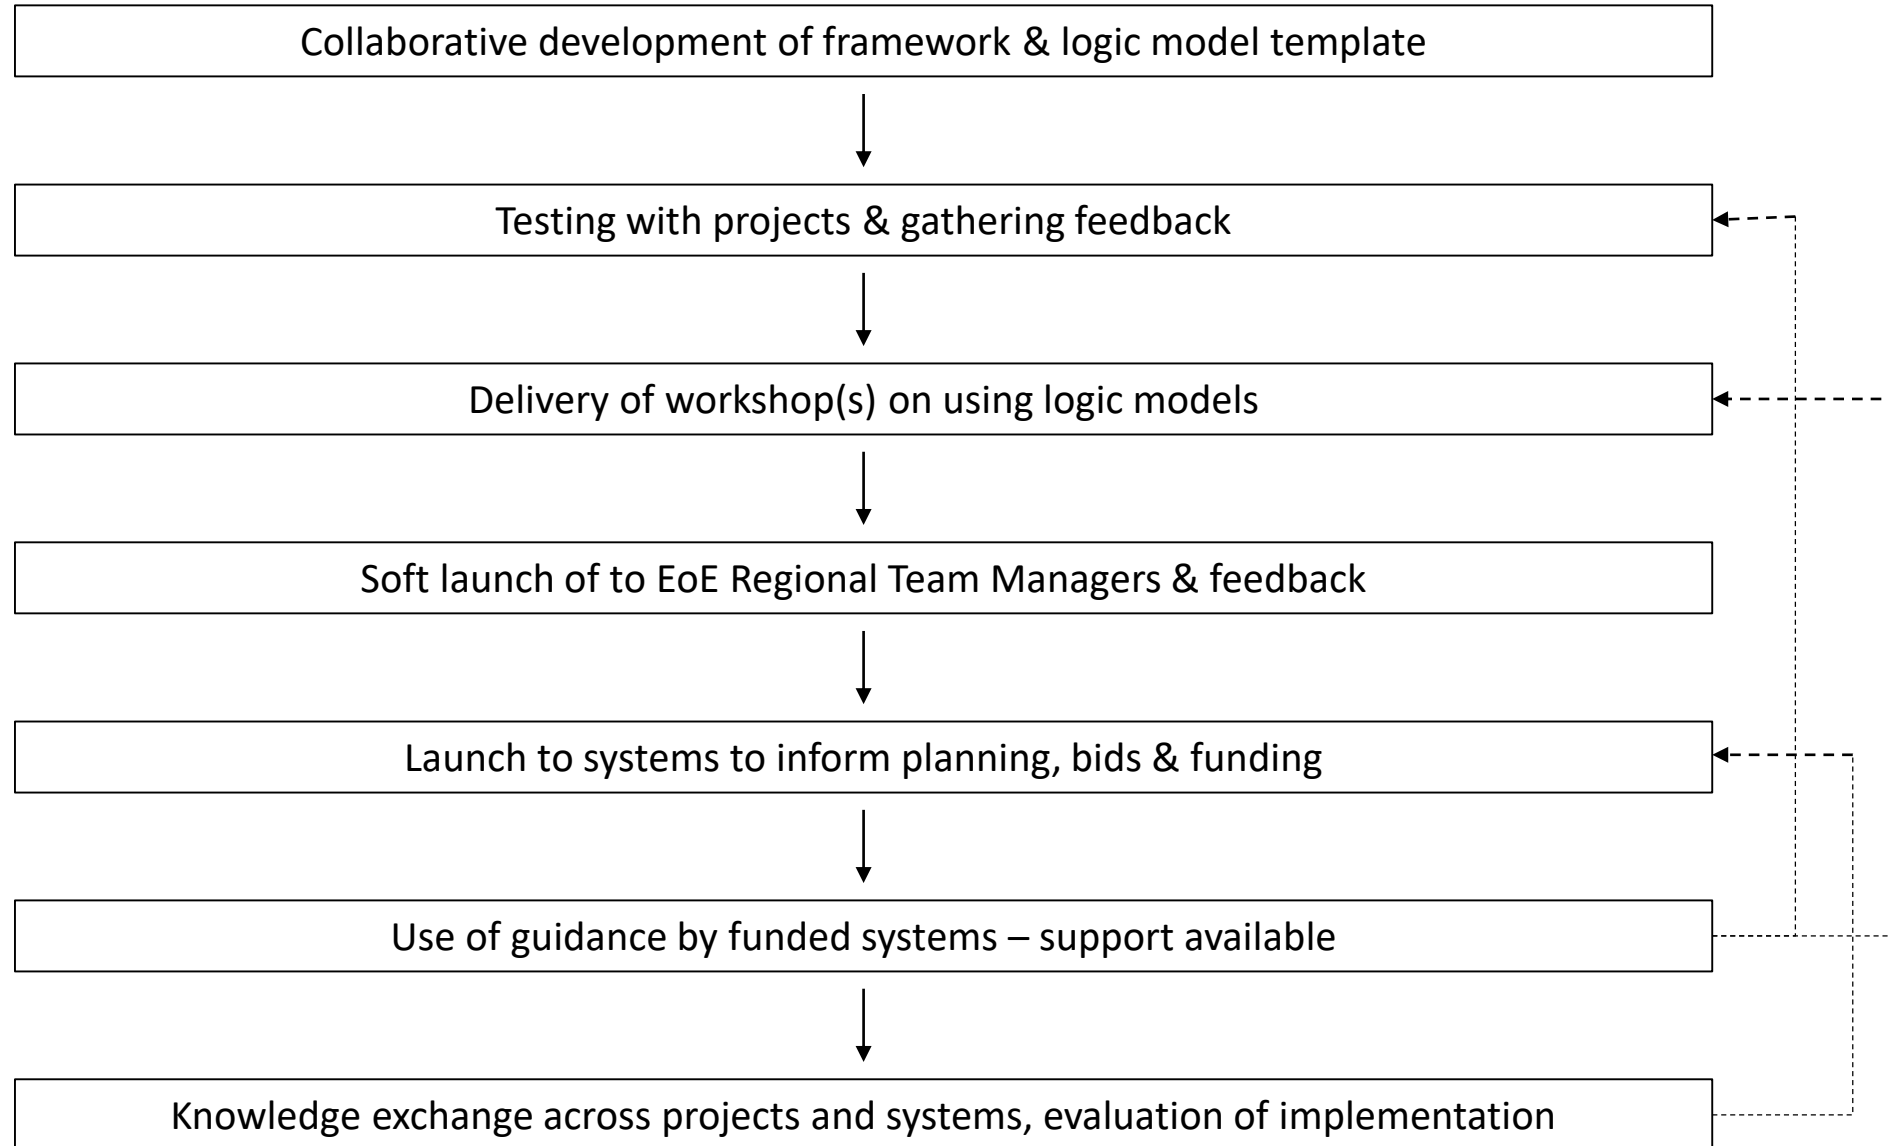 Collaborative development of framework & logic model template
Testing with projects & gathering feedback
Delivery of workshop(s) on using logic models
Soft launch of to EoE Regional Team Managers & feedback
Launch to systems to inform planning, bids & funding
Use of guidance by funded systems – support available
Knowledge exchange across projects and systems, evaluation of implementation